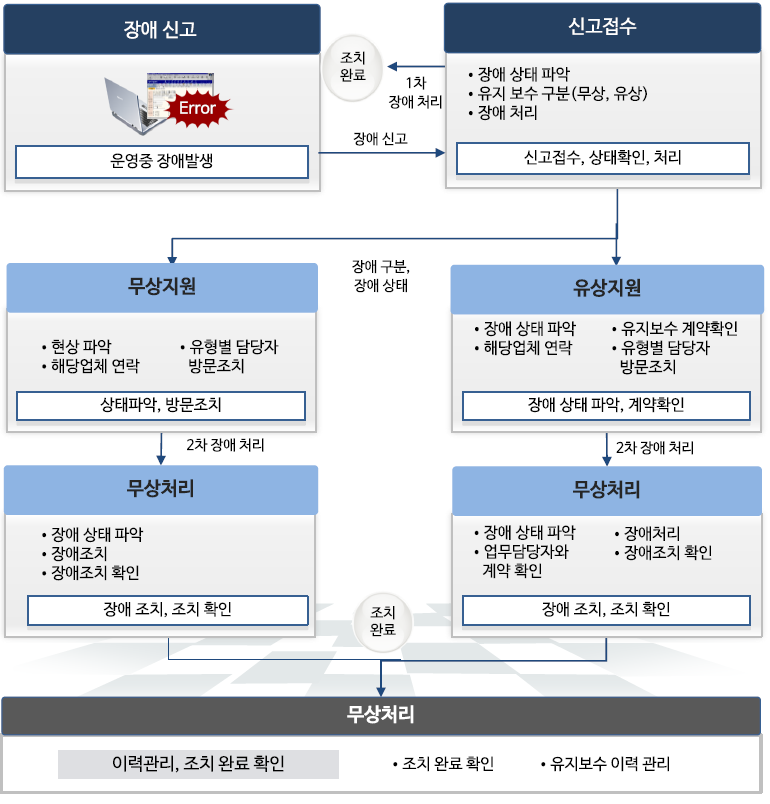 장애 신고
Error
운영중 장애발생
조치
완료
1차
장애 처리
장애 신고
신고접수
• 장애 상태 파악
• 유지 보수 구분(무상, 유상)
• 장애 처리
신고접수, 상태확인, 처리
장애 구분,
장애 상태
무상지원
• 현상 파악
• 해당업체 연락
• 유형별 담당자
방문조치
상태파악, 방문조치
유상지원
• 장애 상태 파악
• 해당업체 연락
• 유지보수 계약확인
• 유형별 담당자
방문조치
장애 상태 파악, 계약확인
2차 장애 처리
2차 장애 처리
무상처리
• 장애 상태 파악
• 장애조치
• 장애조치 확인
장애 조치, 조치 확인
무상처리
• 장애 상태 파악
• 업무담당자와
계약 확인
• 장애처리
• 장애조치 확인
장애 조치, 조치 확인
조치
완료
무상처리
이력관리, 조치 완료 확인
• 조치 완료 확인
• 유지보수 이력 관리